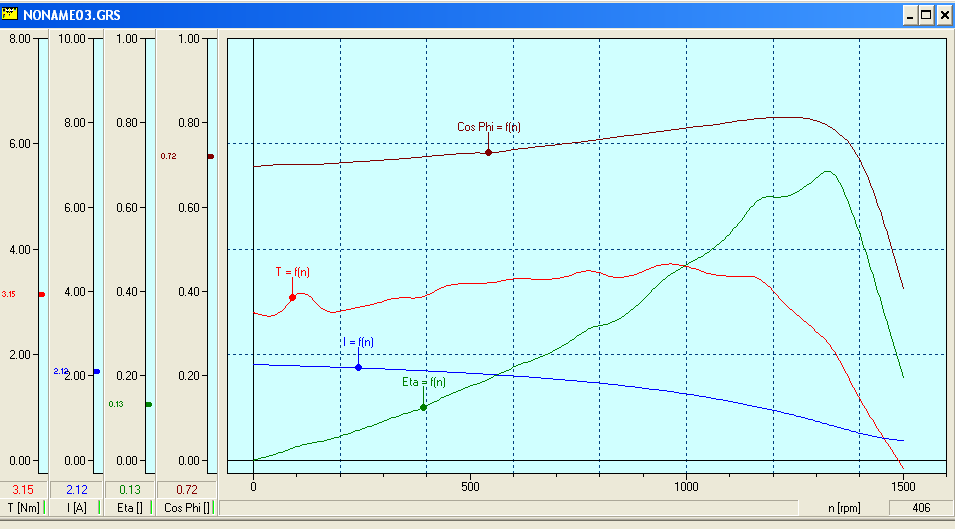 NONAME03.GRS
8.00 10.00 1.00 1.00
8.00 0.80 0.80
Cos Phi = f(n)
6.00
0.72
6.00 0.60 0.60
4.00
T = f(n)
3.15 4.00 0.40 0.40
I = f(n)
2.00
2.12 2.00 0.20 0.20
Eta = f(n)
0.13
0.00 0.00 0.00 0.00
3.15 2.12 0.13 0.72 0 500 1000 1500
T [Nm] I [A] Eta [] Cos Phi [] n [rpm] 406